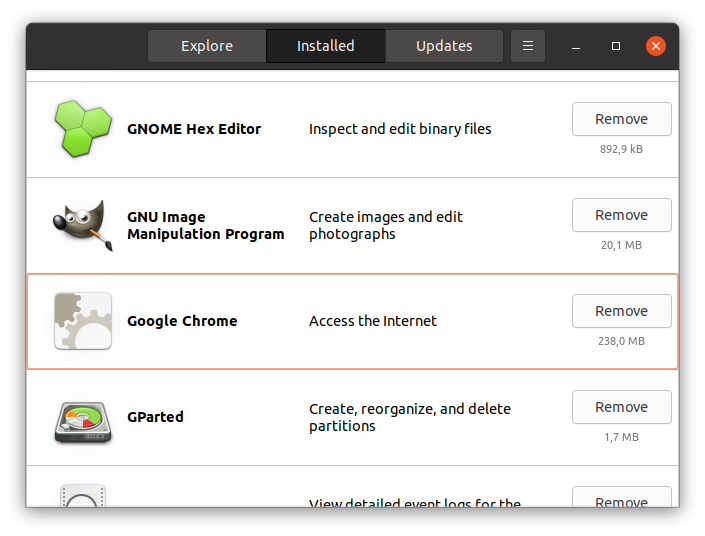 Explore Installed Updates
GNOME Hex Editor Inspect and edit binary files Remove
892,9 kB
GNU Image Manipulation Program Create images and edit photographs Remove
20,1 MB
Google Chrome Access the Internet Remove
238,0 MB
GParted Create, reorganize, and delete partitions Remove
1,7 MB
View detailed event logs for the Remove